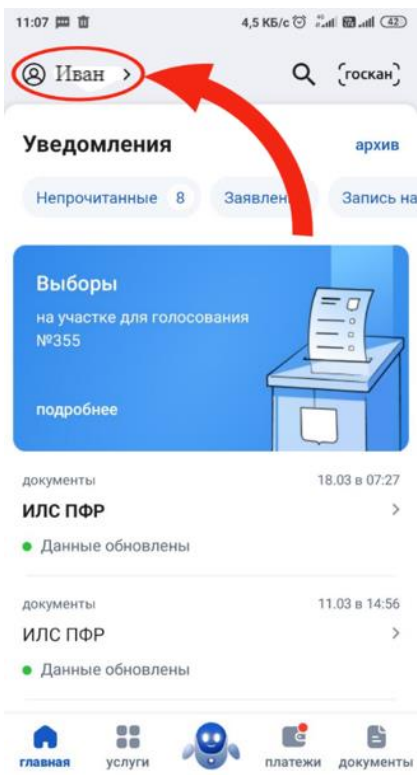 11:07 4,5 КБ/с 42
Иван
госкан
Уведомления архив
Непрочитанные 8 Заявлен Запись на
Выборы
на участке для голосования
№355
подробнее
документы 18.03 в 07:27
ИЛС ПФР
Данные обновлены
документы 11.03 в 14:56
ИЛС ПФР
Данные обновлены
главная услуги платежи документы